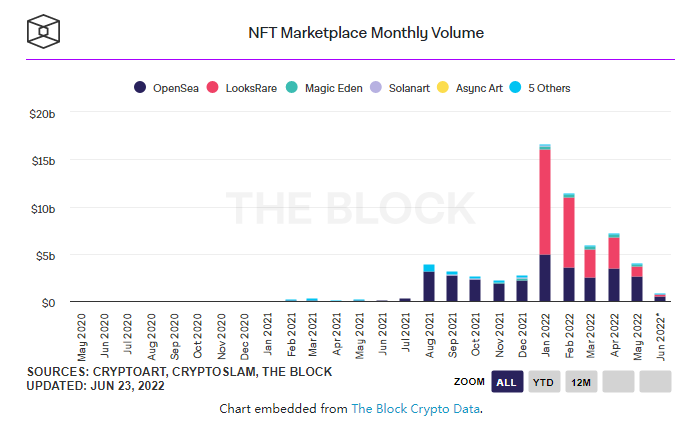 NFT Marketplace Monthly Volume
OpenSea LooksRare Magic Eden Solanart Async Art 5 Others
$20b
$15b
THE BLOCK
$10b
$5b
$0
May 2020 Jun 2020 Jul 2020 Aug 2020 Sep 2020 Oct 2020 Nov 2020 Dec 2020 Jan 2021 Feb 2021 Mar 2021 Apr 2021 May 2021 Jun 2021 Jul 2021 Aug 2021 Sep 2021 Oct 2021 Nov 2021 Dec 2021 Jan 2022 Feb 2022 Mar 2022 Apr 2022 May 2022 Jun 2022*
SOURCES: CRYPTOART, CRYPTOSLAM, THE BLOCK
UPDATED: JUN 23, 2022
ZOOM ALL YTD 12M
Chart embedded from The Block Crypto Data.